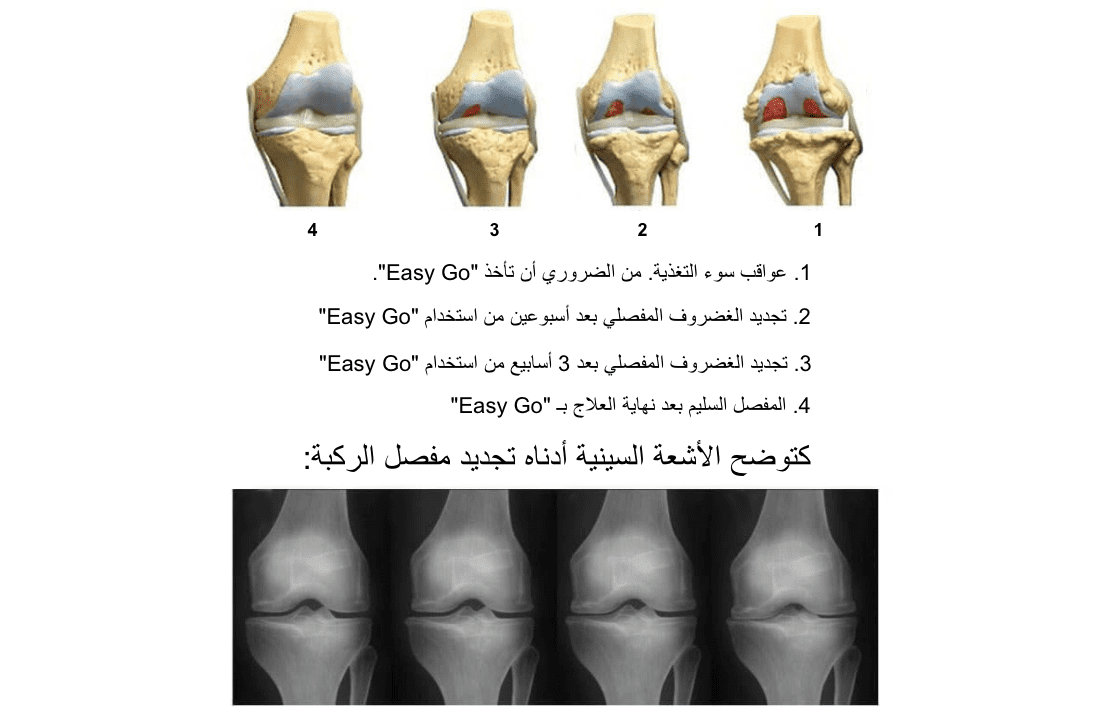 4 3 2 1
1. عواقب سوء التغذية. من الضروري أن تأخذ "Easy Go".
2. تجديد الغضروف المفصلي بعد أسبوعين من استخدام "Easy Go"
3. تجديد الغضروف المفصلي بعد 3 أسابيع من استخدام "Easy Go"
4. المفصل السليم بعد نهاية العلاج بـ "Easy Go"
كتوضح الأشعة السينية أدناه تجديد مفصل الركبة: